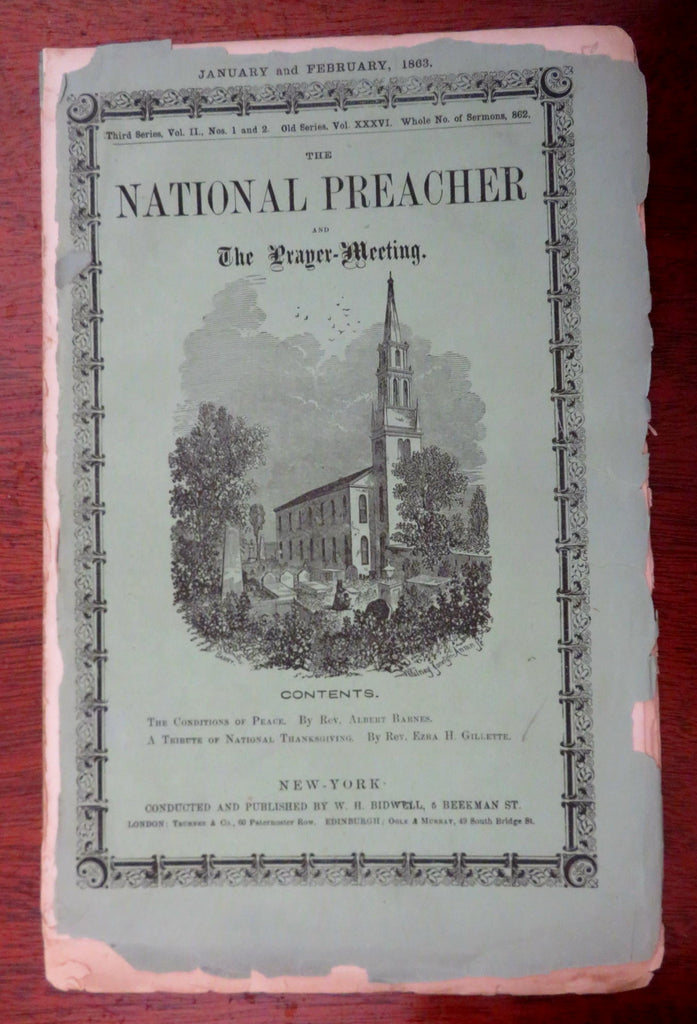 JANUARY and FEBRUARY, 1863.
Third Series, Vol. II., Nos. 1 and 2. Old Series, Vol. XXXVI. Whole No. of Sermons, 862.
THE
NATIONAL PREACHER
AND
The Prayer-Meeting.
CONTENTS.
The Conditions of Peace. By Rev. Albert Barnes.
A Tribute of National Thanksgiving. By Rev. Ezra H. Gillette.
NEW-YORK
CONDUCTED AND PUBLISHED BY W. H. BIDWELL, 5 BEEKMAN ST.
LONDON: Trubner & Co., 60 Paternoster Row. EDINBURGH: Ogle & Murray, 49 South Bridge St.